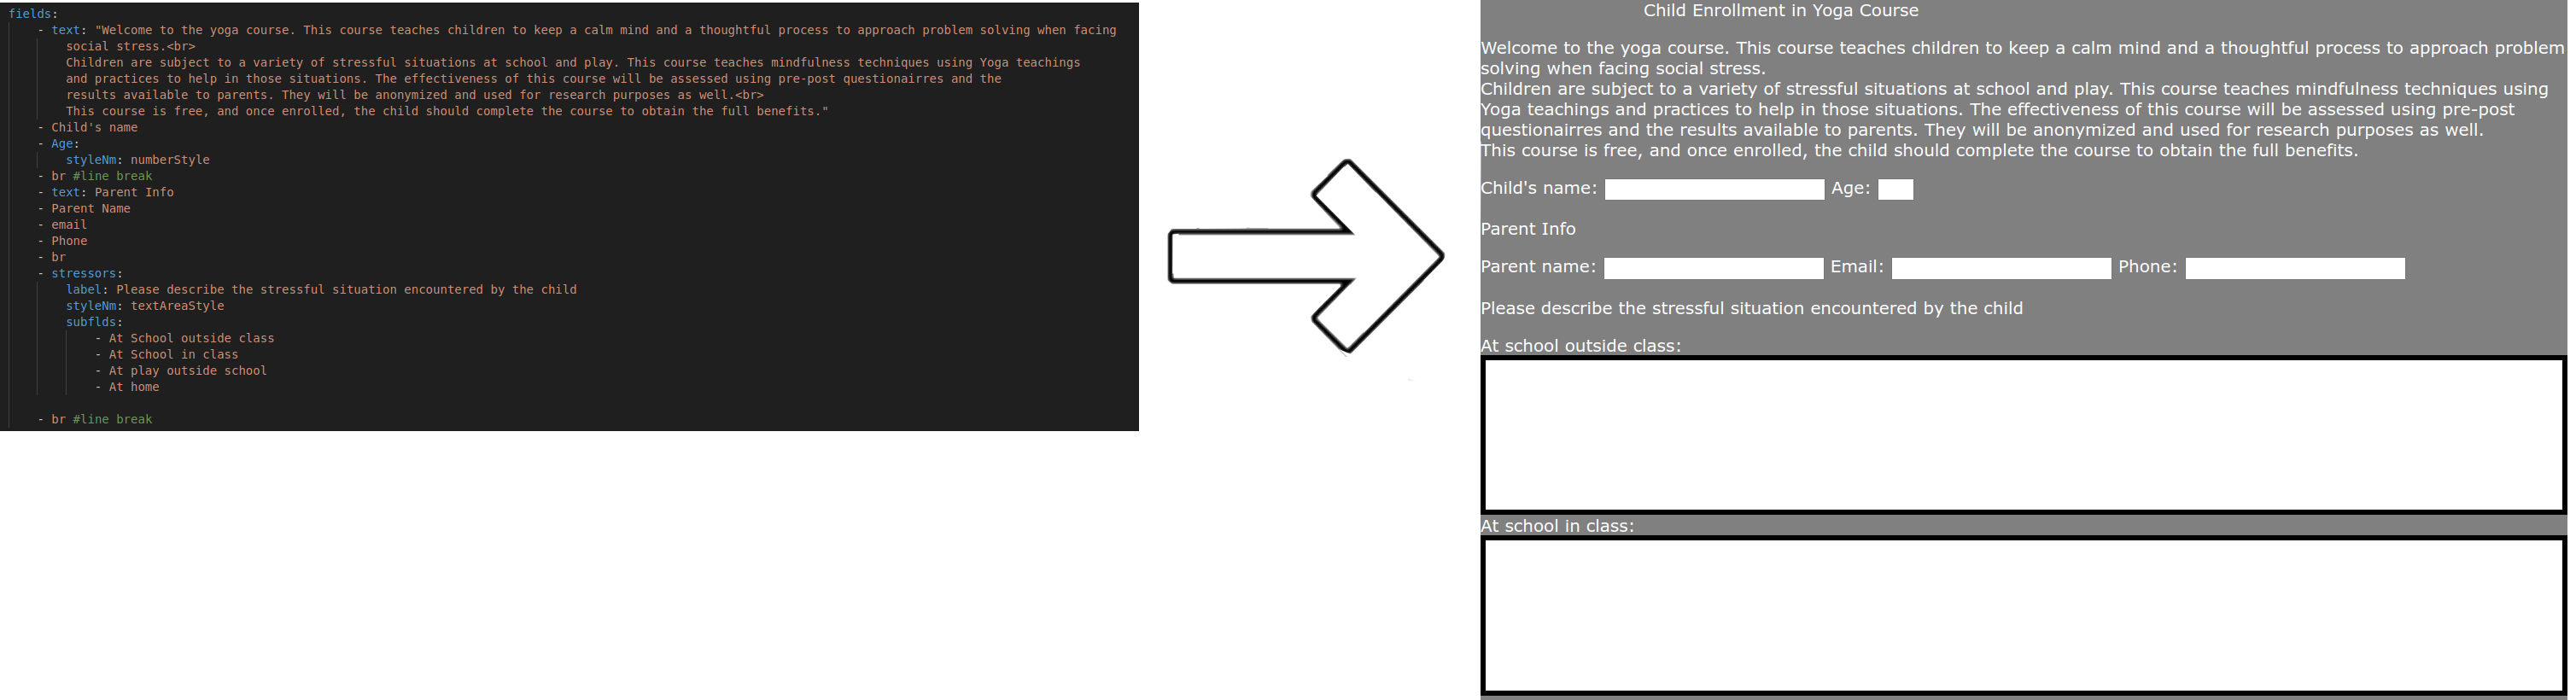 fields:
- text: "Welcome to the yoga course. This course teaches children to keep a calm mind and a thoughtful process to approach problem solving when facing
social stress.<br>
Children are subject to a variety of stressful situations at school and play. This course teaches mindfulness techniques using Yoga teachings
and practices to help in those situations. The effectiveness of this course will be assessed using pre-post questionairres and the
results available to parents. They will be anonymized and used for research purposes as well.<br>
This course is free, and once enrolled, the child should complete the course to obtain the full benefits."
- Child's name
- Age:
styleNm: numberStyle
- br #line break
- text: Parent Info
- Parent Name
- email
- Phone
- br
- stressors:
label: Please describe the stressful situation encountered by the child
styleNm: textAreaStyle
subflds:
- At School outside class
- At School in class
- At play outside school
- At home
- br #line break
Child Enrollment in Yoga Course
Welcome to the yoga course. This course teaches children to keep a calm mind and a thoughtful process to approach problem
solving when facing social stress.
Children are subject to a variety of stressful situations at school and play. This course teaches mindfulness techniques using
Yoga teachings and practices to help in those situations. The effectiveness of this course will be assessed using pre-post
questionairres and the results available to parents. They will be anonymized and used for research purposes as well.
This course is free, and once enrolled, the child should complete the course to obtain the full benefits.
Child's name: Age:
Parent Info
Parent name: Email: Phone:
Please describe the stressful situation encountered by the child
At school outside class:
At school in class: